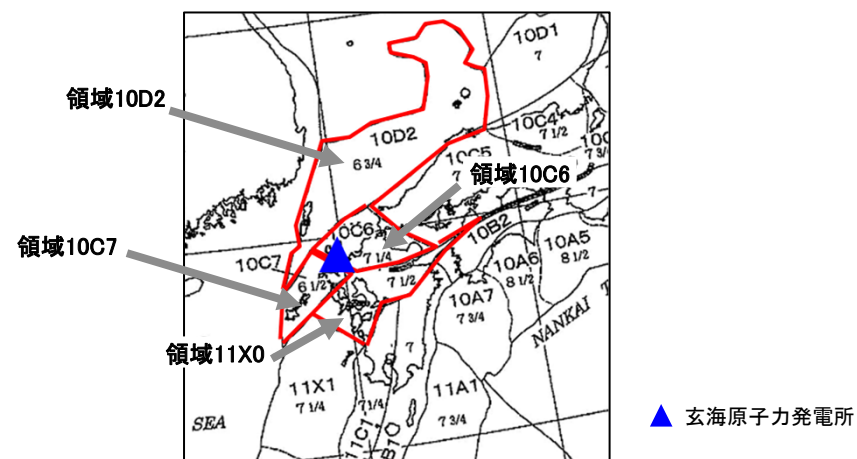 10D1
7
領域10D2
10C4
7 1/2
10D2
6 3/4
10C5
7
領域10C6
10C6
7 1/4
10B2
7
領域10C7
10C7
6 1/2
7 1/2
10A6
8 1/2
10A5
8 1/2
10A7
7 3/4
NANKAI T
領域11X0
7
11X1
7 1/4
7 1/4
11C1
11A1
7 3/4
SEA
玄海原子力発電所